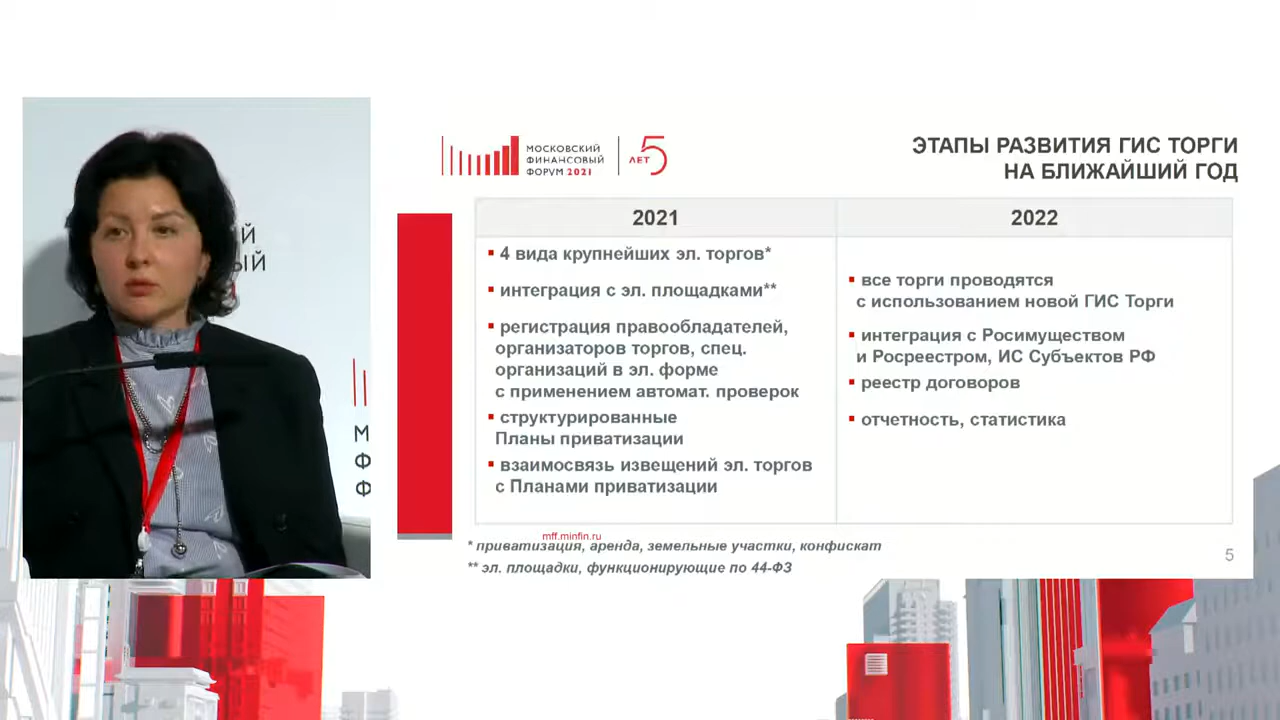 МОСКОВСКИЙ
ФИНАНСОВЫЙ
ФОРУМ 2021
ЛЕТ 5
ЭТАПЫ РАЗВИТИЯ ГИС ТОРГИ
НА БЛИЖАЙШИЙ ГОД
2021
4 вида крупнейших эл. торгов*
интеграция с эл. площадками**
регистрация правообладателей,
организаторов торгов, спец.
организаций в эл. форме
с применением автомат. проверок
структурированные
Планы приватизации
взаимосвязь извещений эл. торгов
с Планами приватизации
2022
все торги проводятся
с использованием новой ГИС Торги
интеграция с Росимуществом
и Росреестром, ИС Субъектов РФ
реестр договоров
отчетность, статистика
mff.minfin.ru
* приватизация, аренда, земельные участки, конфискат
** эл. площадки, функционирующие по 44-ФЗ
5
ИЙ
ЫЙ
М
Ф
Ф